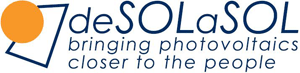 deSOLaSOL
bringing photovoltaics
closer to the people